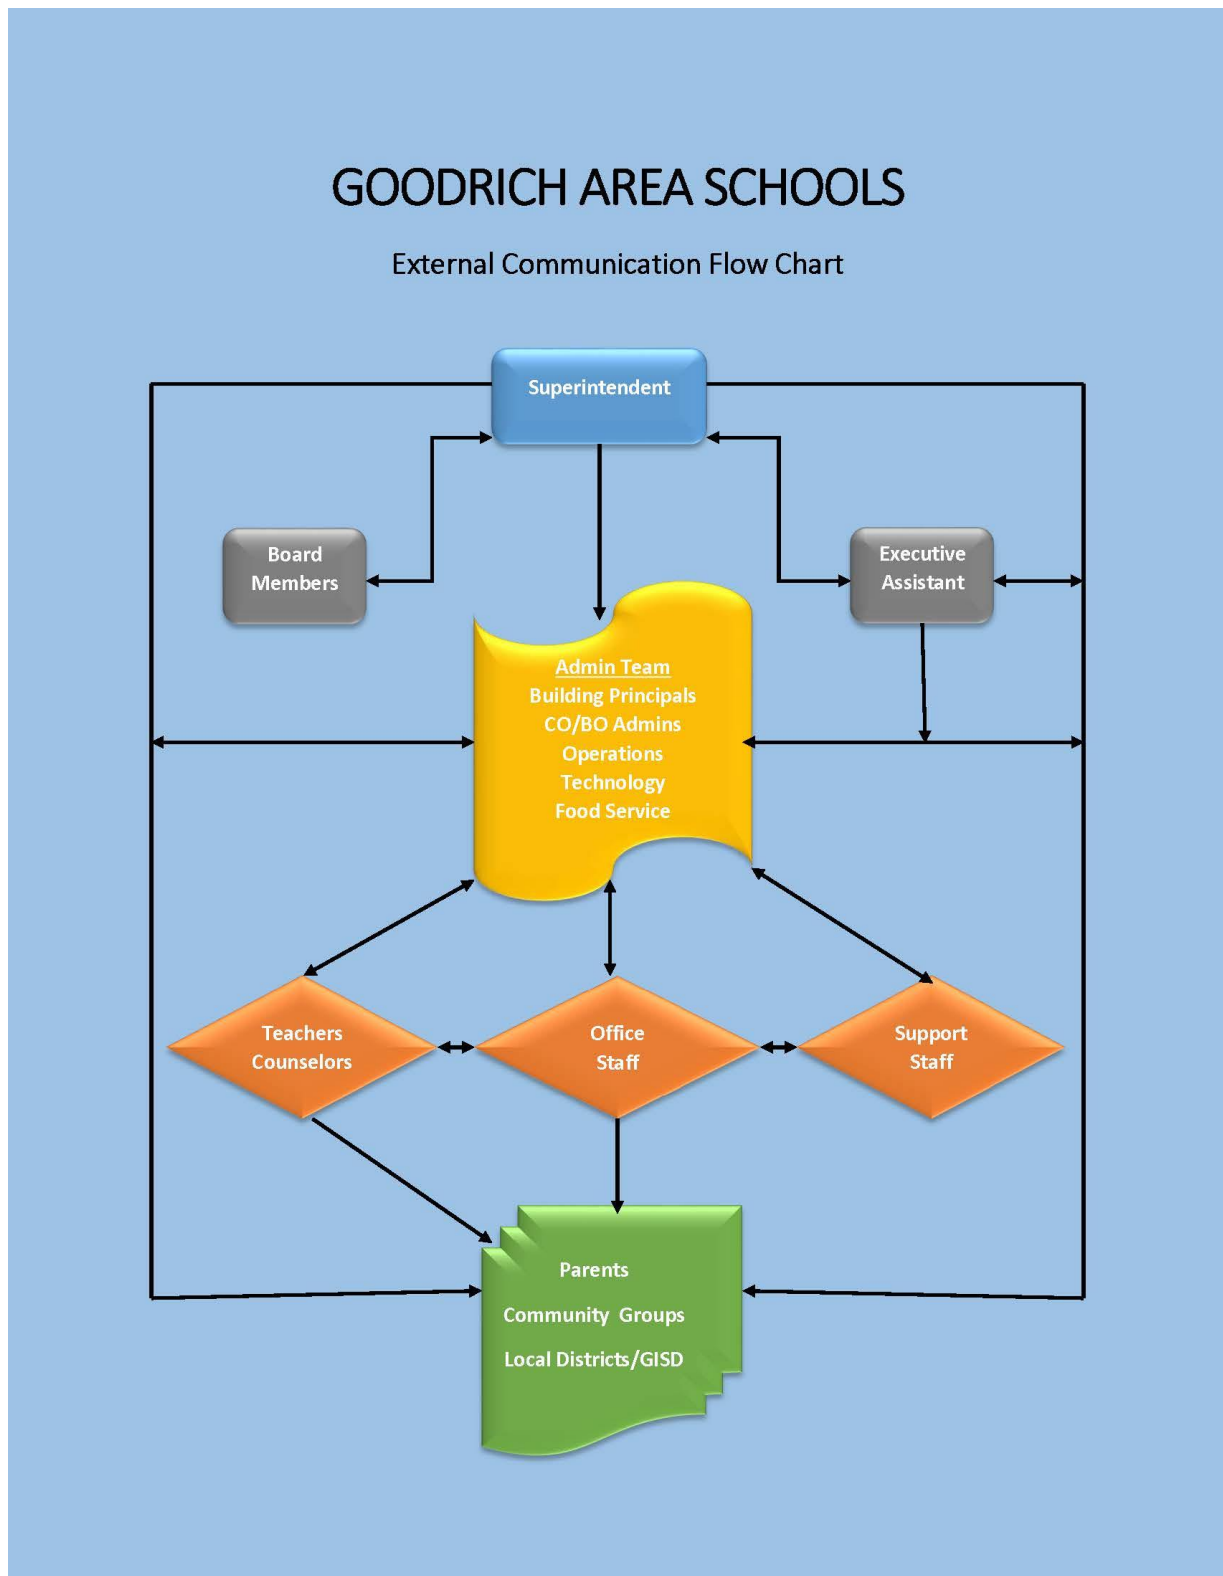 GOODRICH AREA SCHOOLS
External Communication Flow Chart
Superintendent
Board
Members
Executive
Assistant
Admin Team
Building Principals
CO/BO Admins
Operations
Technology
Food Service
Teachers
Counselors
Office
Staff
Support
Staff
Parents
Community Groups
Local Districts/GISD